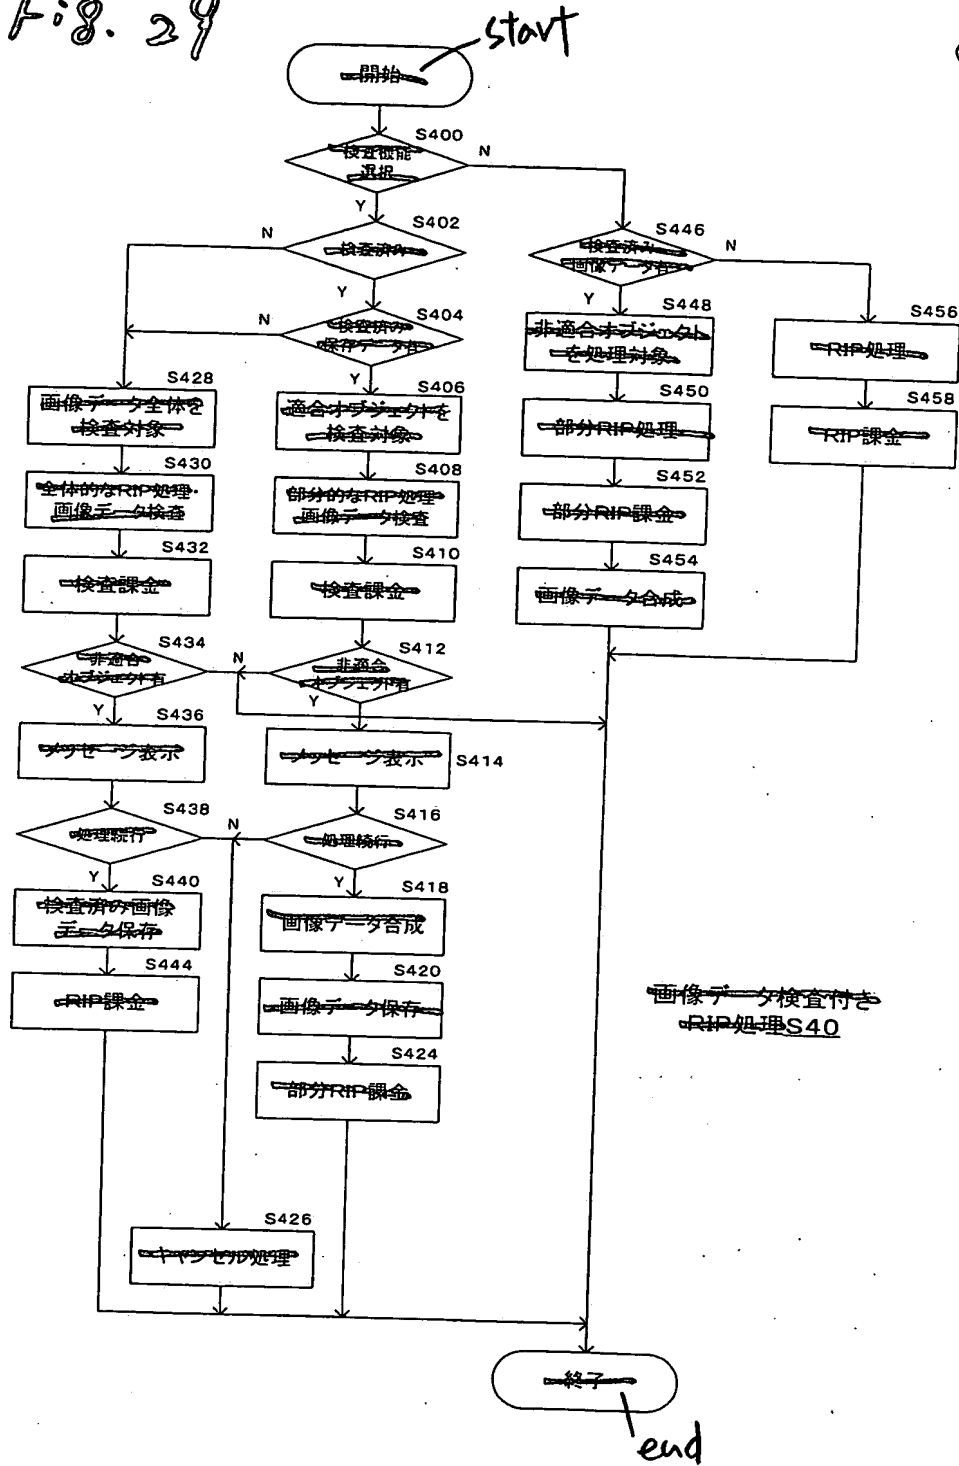 Fig. 29
start
開始
S400
検査機能
選択
N
Y
S402
検査済み
N
Y
S446
検査済み
画像データ有
N
Y
S404
検査済み
保存データ有
N
Y
S448
非適合オブジェクト
を処理対象
S456
RIP処理
S428
画像データ全体を
検査対象
S406
適合オブジェクトを
検査対象
S450
部分RIP処理
S458
RIP課金
S430
全体的なRIP処理・
画像データ検査
S408
部分的なRIP処理・
画像データ検査
S452
部分RIP課金
S432
検査課金
S410
検査課金
S454
画像データ合成
S434
非適合
オブジェクト有
N
Y
S412
非適合
オブジェクト有
Y
S436
メッセージ表示
メッセージ表示
S414
S438
処理続行
N
Y
S416
処理続行
Y
S440
検査済み画像
データ保存
S418
画像データ合成
S444
RIP課金
S420
画像データ保存
S424
部分RIP課金
画像データ検査付き
RIP処理S40
S426
キャンセル処理
終了
end